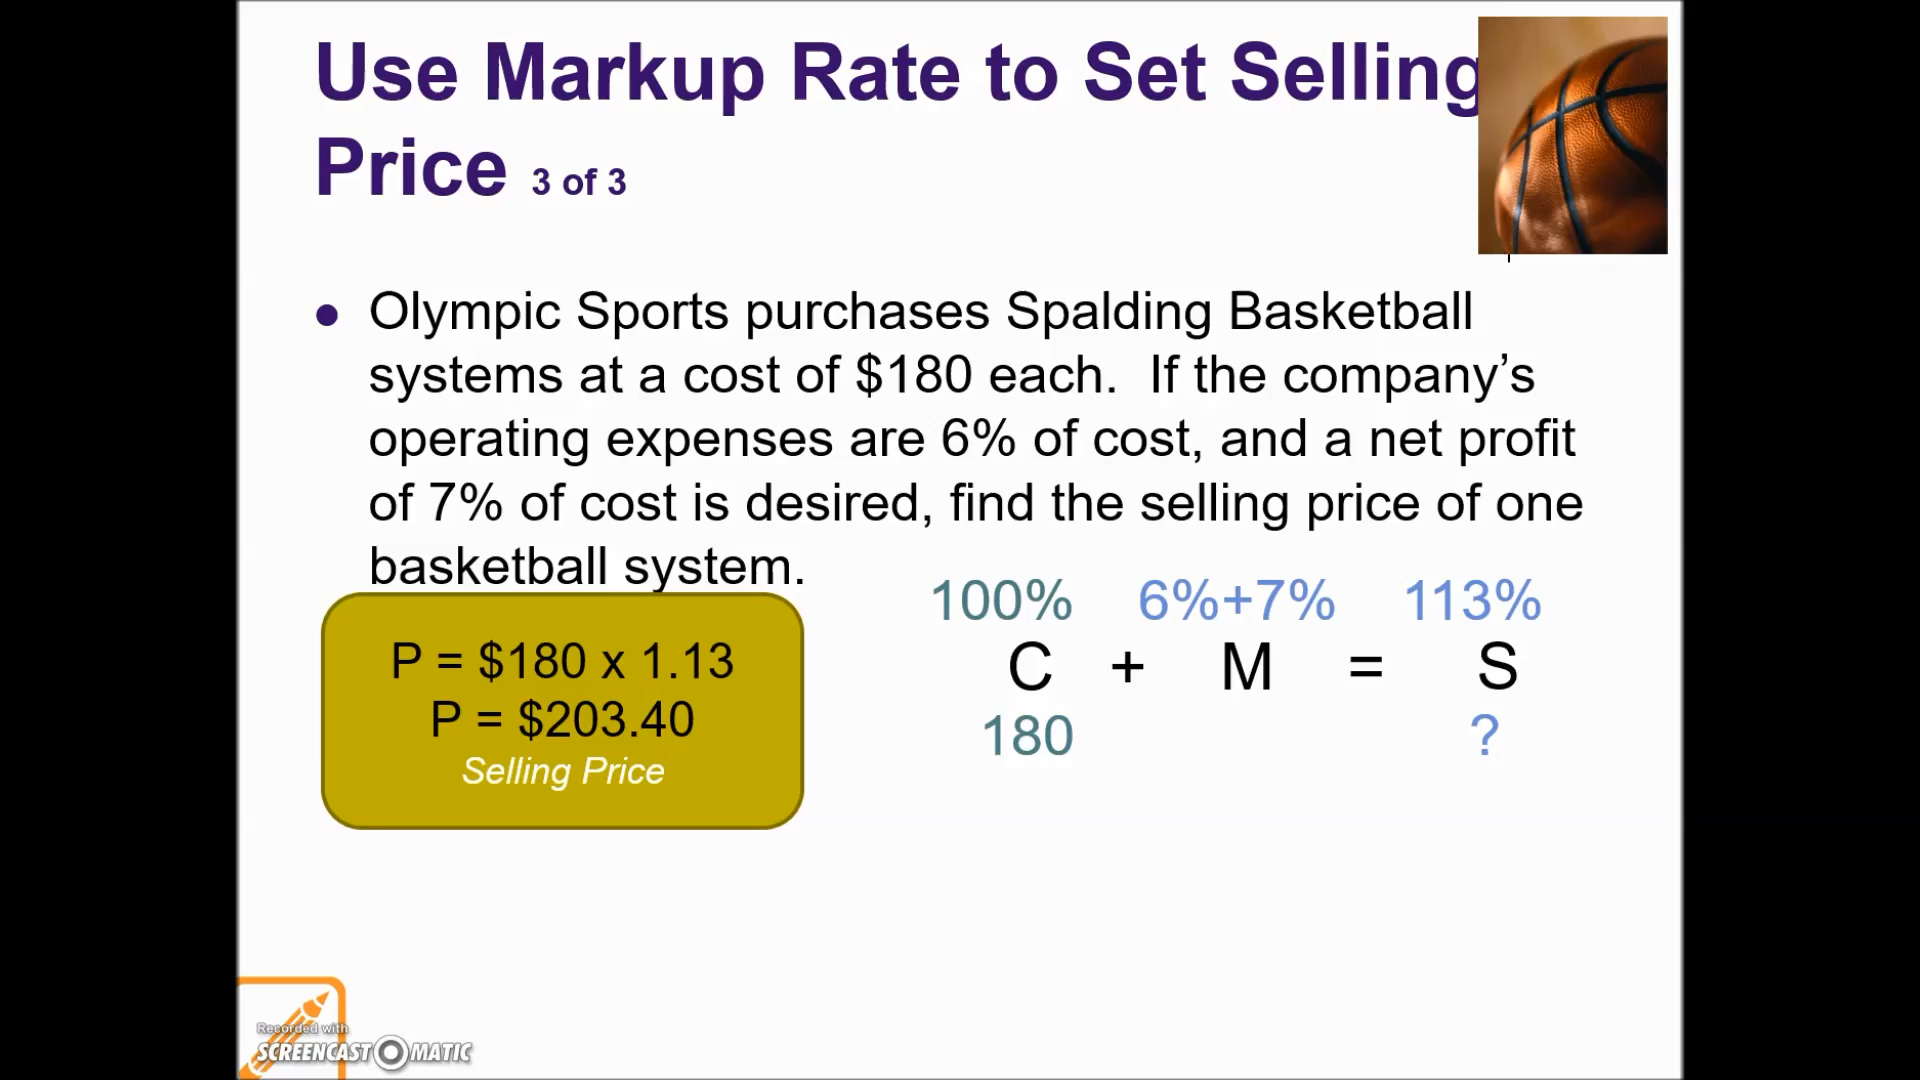 Use Markup Rate to Set Selling
Price 3 of 3
• Olympic Sports purchases Spalding Basketball
systems at a cost of $180 each.  If the company’s
operating expenses are 6% of cost, and a net profit
of 7% of cost is desired, find the selling price of one
basketball system.
100% 6%+7% 113%
C + M = S
180 ?
P = $180 x 1.13
P = $203.40
Selling Price
Recorded with
SCREENCAST-O-MATIC